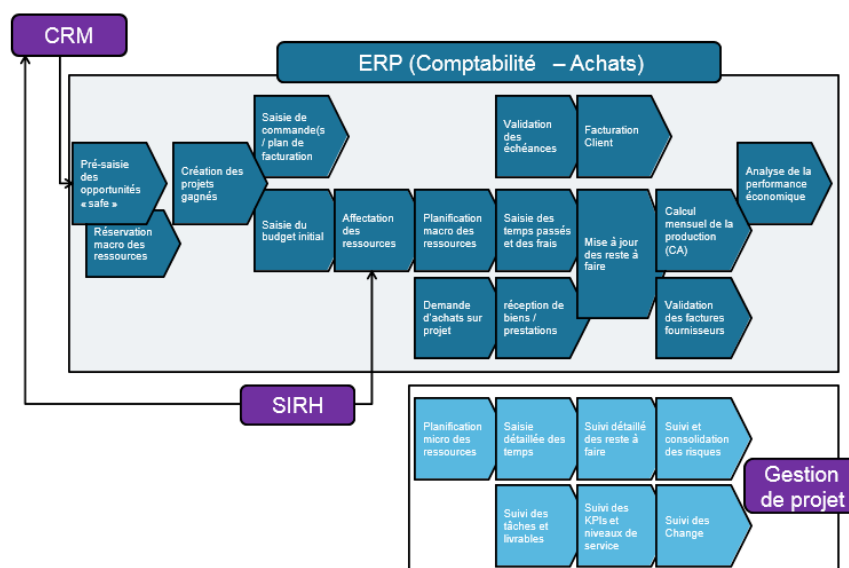 CRM
ERP (Comptabilité – Achats)
Saisie de
commande(s
/ plan de
facturation
Validation
des
échéances
Facturation
Client
Pré-saisie
des
opportunités
« safe »
Création des
projets
gagnés
Analyse de la
performance
économique
Réservation
macro des
ressources
Saisie du
budget initial
Affectation
des
ressources
Planification
macro des
ressources
Saisie des
temps passés
et des frais
Mise à jour
des reste à
faire
Calcul
mensuel de la
production
(CA)
Demande
d'achats sur
projet
réception de
biens /
prestations
Validation
des factures
fournisseurs
SIRH
Planification
micro des
ressources
Saisie
détaillée des
temps
Suivi détaillé
des reste à
faire
Suivi et
consolidation
des risques
Gestion
de projet
Suivi des
tâches et
livrables
Suivi des
KPIs et
niveaux de
service
Suivi des
Change